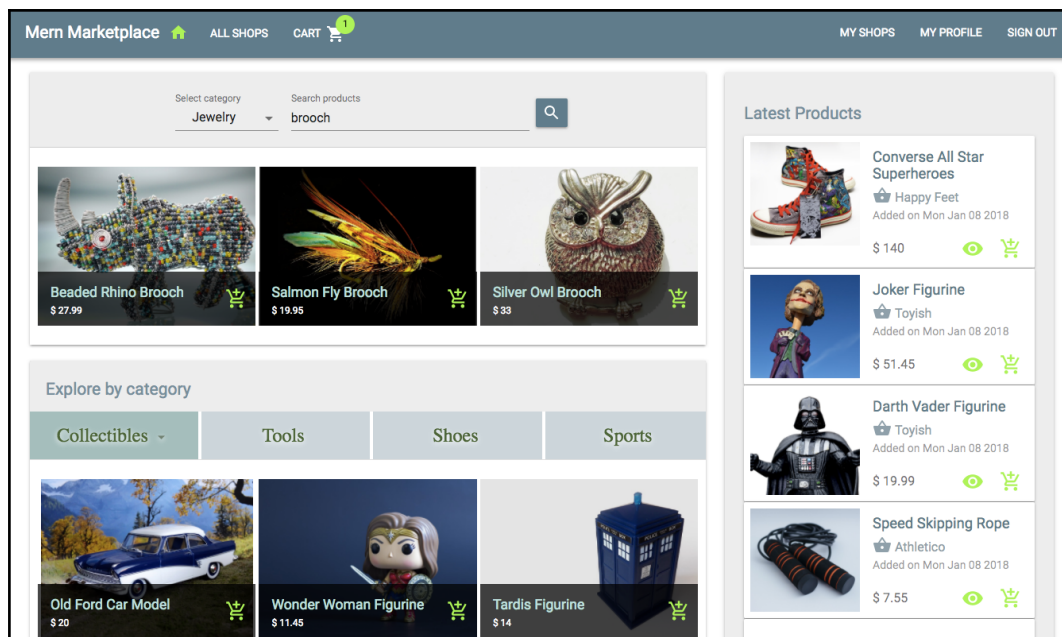 Mern Marketplace
ALL SHOPS
CART
1
MY SHOPS
MY PROFILE
SIGN OUT
Select category
Jewelry
Search products
brooch
Beaded Rhino Brooch
$ 27.99
Salmon Fly Brooch
$ 19.95
Silver Owl Brooch
$ 33
Explore by category
Collectibles
Tools
Shoes
Sports
Old Ford Car Model
$ 20
Wonder Woman Figurine
$ 11.45
Tardis Figurine
$ 14
Latest Products
Converse All Star
Superheroes
Happy Feet
Added on Mon Jan 08 2018
$ 140
Joker Figurine
Toyish
Added on Mon Jan 08 2018
$ 51.45
Darth Vader Figurine
Toyish
Added on Mon Jan 08 2018
$ 19.99
Speed Skipping Rope
Athletico
Added on Mon Jan 08 2018
$ 7.55